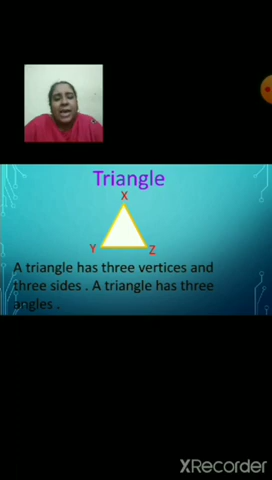 Triangle
X
Y
Z
A triangle has three vertices and
three sides . A triangle has three
angles .
XRecorder